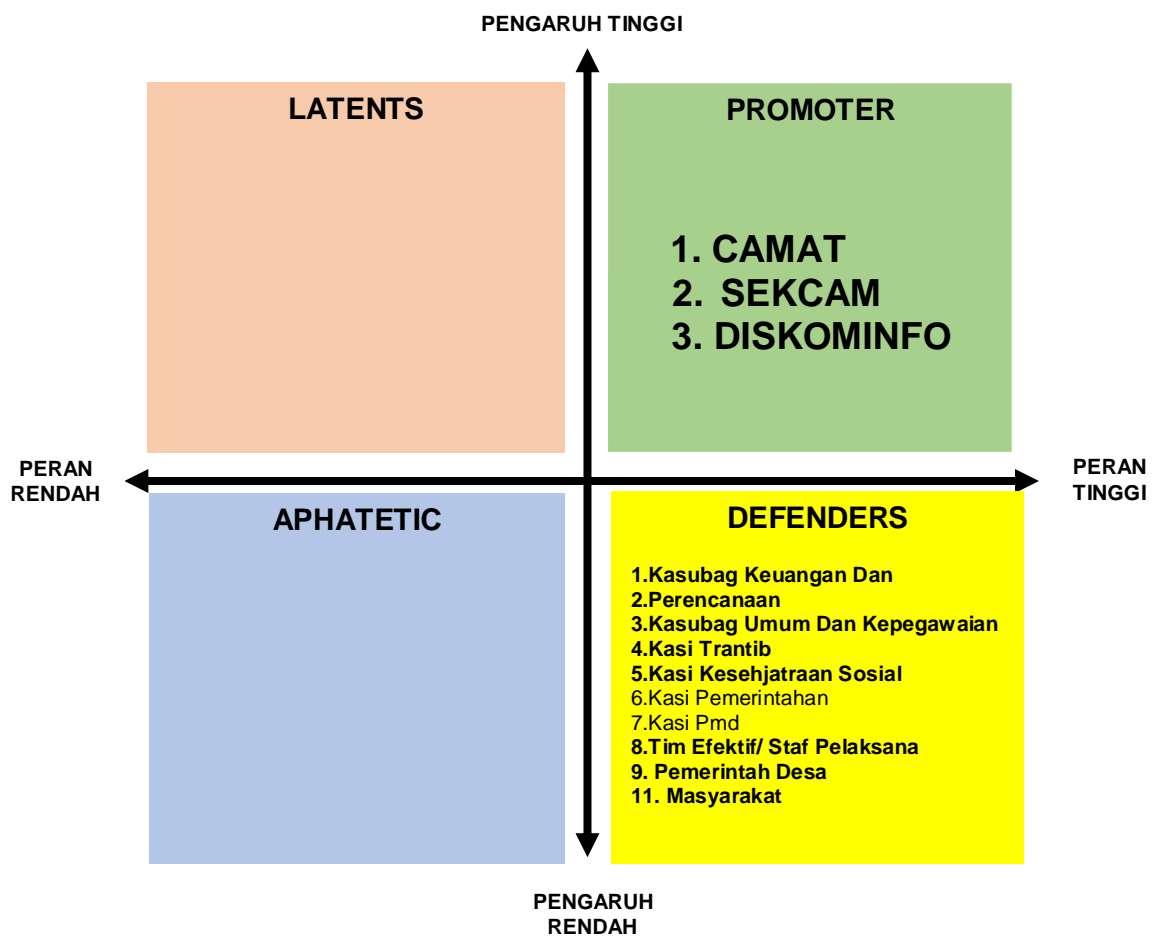 PENGARUH TINGGI
LATENTS
PROMOTER
1. CAMAT
2. SEKCAM
3. DISKOMINFO
PERAN
RENDAH
PERAN
TINGGI
APHATETIC
DEFENDERS
1.Kasubag Keuangan Dan
2.Perencanaan
3.Kasubag Umum Dan Kepegawaian
4.Kasi Trantib
5.Kasi Kesehjatraan Sosial
6.Kasi Pemerintahan
7.Kasi Pmd
8.Tim Efektif/ Staf Pelaksana
9. Pemerintah Desa
11. Masyarakat
PENGARUH
RENDAH